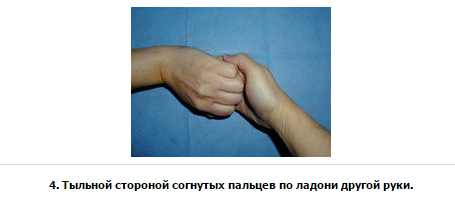 4. Тыльной стороной согнутых пальцев по ладони другой руки.